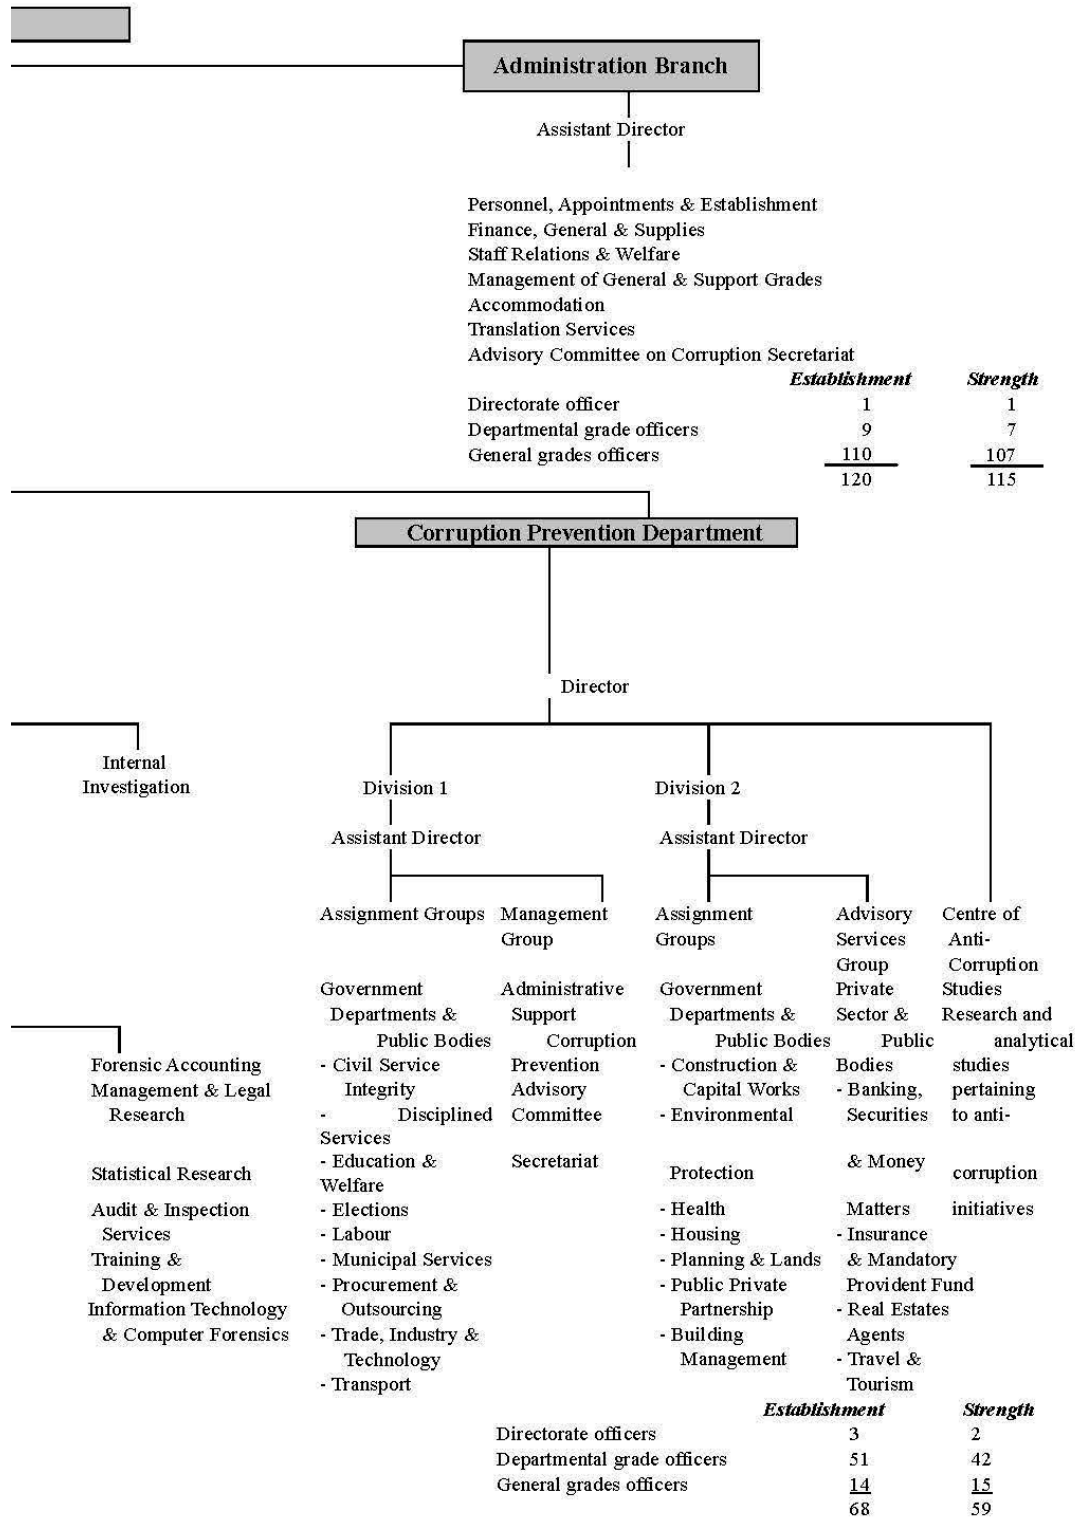 Administration Branch
Assistant Director
Personnel, Appointments & Establishment
Finance, General & Supplies
Staff Relations & Welfare
Management of General & Support Grades
Accommodation
Translation Services
Advisory Committee on Corruption Secretariat
Establishment Strength
Directorate officer 1 1
Departmental grade officers 9 7
General grades officers 110 107
120 115
Corruption Prevention Department
Director
Internal
Investigation
Forensic Accounting
Management & Legal
Research
Statistical Research
Audit & Inspection
Services
Training &
Development
Information Technology
& Computer Forensics
Division 1
Assistant Director
Assignment Groups
Government
Departments &
Public Bodies
- Civil Service
Integrity
- Disciplined
Services
- Education &
Welfare
- Elections
- Labour
- Municipal Services
- Procurement &
Outsourcing
- Trade, Industry &
Technology
- Transport
Management
Group
Administrative
Support
Corruption
Prevention
Advisory
Committee
Secretariat
Division 2
Assistant Director
Assignment
Groups
Government
Departments &
Public Bodies
- Construction &
Capital Works
- Environmental
Protection
- Health
- Housing
- Planning & Lands
- Public Private
Partnership
- Building
Management
Advisory
Services
Group
Private
Sector &
Public
Bodies
- Banking,
Securities
& Money
Matters
- Insurance
& Mandatory
Provident Fund
- Real Estates
Agents
- Travel &
Tourism
Centre of
Anti-
Corruption
Studies
Research and
analytical
studies
pertaining
to anti-
corruption
initiatives
Establishment Strength
Directorate officers 3 2
Departmental grade officers 51 42
General grades officers 14 15
68 59